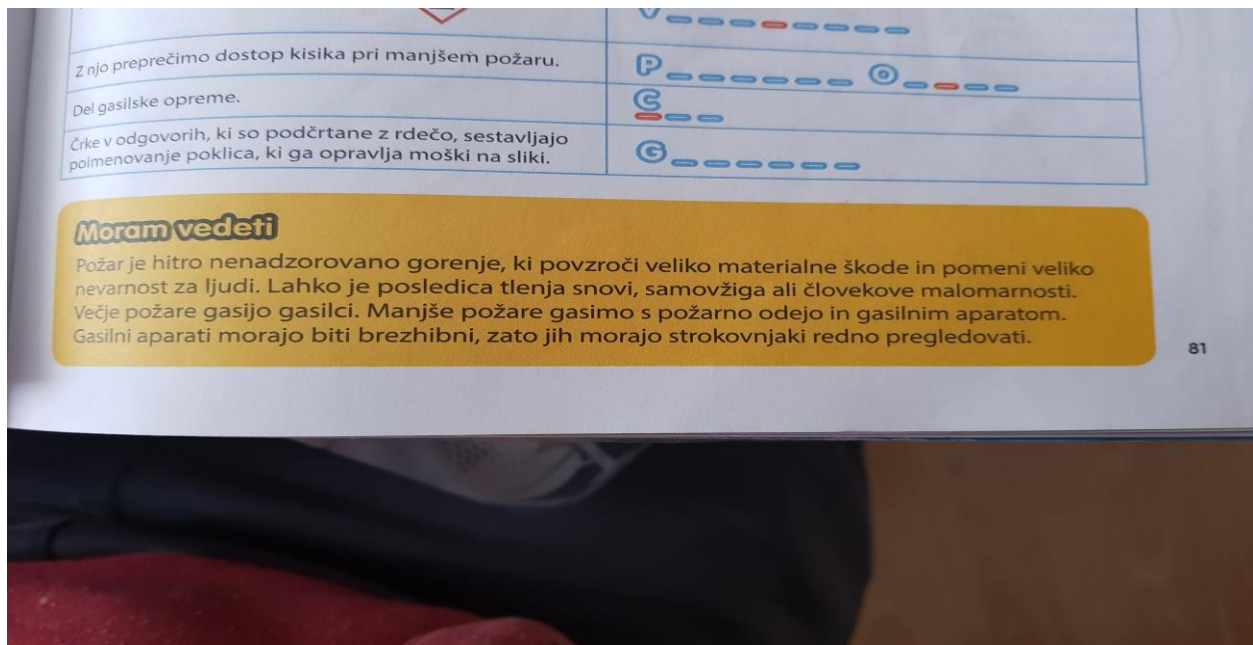 V
Z njo preprečimo dostop kisika pri manjšem požaru.
P_ _ _ _ _ _ O_ _ _ _
Del gasilske opreme.
C_ _
Črke v odgovorih, ki so podčrtane z rdečo, sestavljajo
poimenovanje poklica, ki ga opravlja moški na sliki.
G_ _ _ _ _ _
Moram vedeti
Požar je hitro nenadzorovano gorenje, ki povzroči veliko materialne škode in pomeni veliko
nevarnost za ljudi. Lahko je posledica tlenja snovi, samovžiga ali človekove malomarnosti.
Večje požare gasijo gasilci. Manjše požare gasimo s požarno odejo in gasilnim aparatom.
Gasilni aparati morajo biti brezhibni, zato jih morajo strokovnjaki redno pregledovati.
81